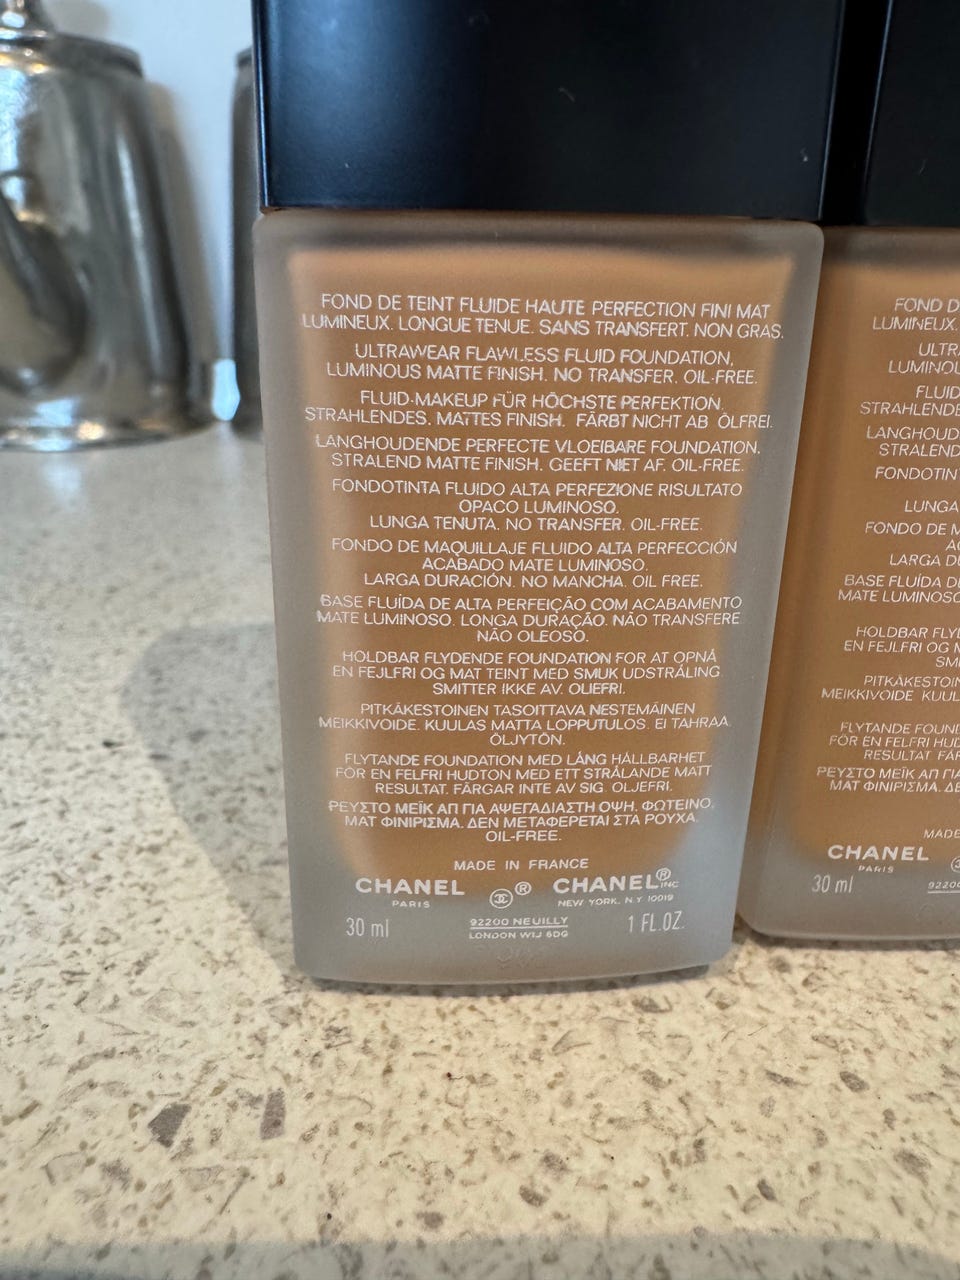 FOND DE TEINT FLUIDE HAUTE PERFECTION FINI MAT
LUMINEUX. LONGUE TENUE. SANS TRANSFERT. NON GRAS.
ULTRAWEAR FLAWLESS FLUID FOUNDATION,
LUMINOUS MATTE FINISH. NO TRANSFER. OIL-FREE.
FLUID-MAKEUP FÜR HÖCHSTE PERFEKTION,
STRAHLENDES, MATTES FINISH. FÄRBT NICHT AB. ÖLFREI.
LANGHOUDENDE PERFECTE VLOEIBARE FOUNDATION,
STRALEND MATTE FINISH. GEEFT NIET AF. OIL-FREE.
FONDOTINTA FLUIDO ALTA PERFEZIONE RISULTATO
OPACO LUMINOSO.
LUNGA TENUTA. NO TRANSFER. OIL-FREE.
FONDO DE MAQUILLAJE FLUIDO ALTA PERFECCIÓN
ACABADO MATE LUMINOSO.
LARGA DURACIÓN. NO MANCHA. OIL FREE.
BASE FLUÍDA DE ALTA PERFEIÇÃO COM ACABAMENTO
MATE LUMINOSO. LONGA DURAÇÃO. NÃO TRANSFERE
NÃO OLEOSO.
HOLDBAR FLYDENDE FOUNDATION FOR AT OPNÅ
EN FEJLFRI OG MAT TEINT MED SMUK UDSTRÅLING
SMITTER IKKE AV. OLIEFRI.
PITKÄKESTOINEN TASOITTAVA NESTEMÄINEN
MEIKKIVOIDE. KUULAS MATTA LOPPUTULOS. EI TAHRAA.
ÖLJYTÖN.
FLYTANDE FOUNDATION MED LÅNG HÅLLBARHET
FÖR EN FELFRI HUDTON MED ETT STRÅLANDE MATT
RESULTAT. FÄRGAR INTE AV SIG. OLJEFRI.
ΡΕΥΣΤΟ ΜΕΪΚ ΑΠ ΓΙΑ ΑΨΕΓΑΔΙΑΣΤΗ ΟΨΗ. ΦΩΤΕΙΝΟ,
ΜΑΤ ΦΙΝΙΡΙΣΜΑ. ΔΕΝ ΜΕΤΑΦΕΡΕΤΑΙ ΣΤΑ ΡΟΥΧΑ.
OIL-FREE.
MADE IN FRANCE
CHANEL ® CHANEL® INC
PARIS NEW YORK, N.Y 10019
30 ml 92200 NEUILLY 1 FL.OZ.
LONDON W1J 6DG
FOND D
LUMINEUX.
ULTR
LUMINOU
FLUID
STRAHLENDE
LANGHOUD
STRALEND
FONDOTIN
LUNGA
FONDO DE M
AC
LARGA DU
BASE FLUÍDA D
MATE LUMINOSO
HOLDBAR FLY
EN FEJLFRI OG M
SM
PITKÄKESTOIN
MEIKKIVOIDE. KUUL
FLYTANDE FOUN
FÖR EN FELFRI HUD
RESULTAT. FÄR
ΡΕΥΣΤΟ ΜΕΪΚ ΑΠ ΓΙ
ΜΑΤ ΦΙΝΙΡΙΣΜΑ. ΔΕ
MADE
CHANEL
PARIS
30 ml 92200